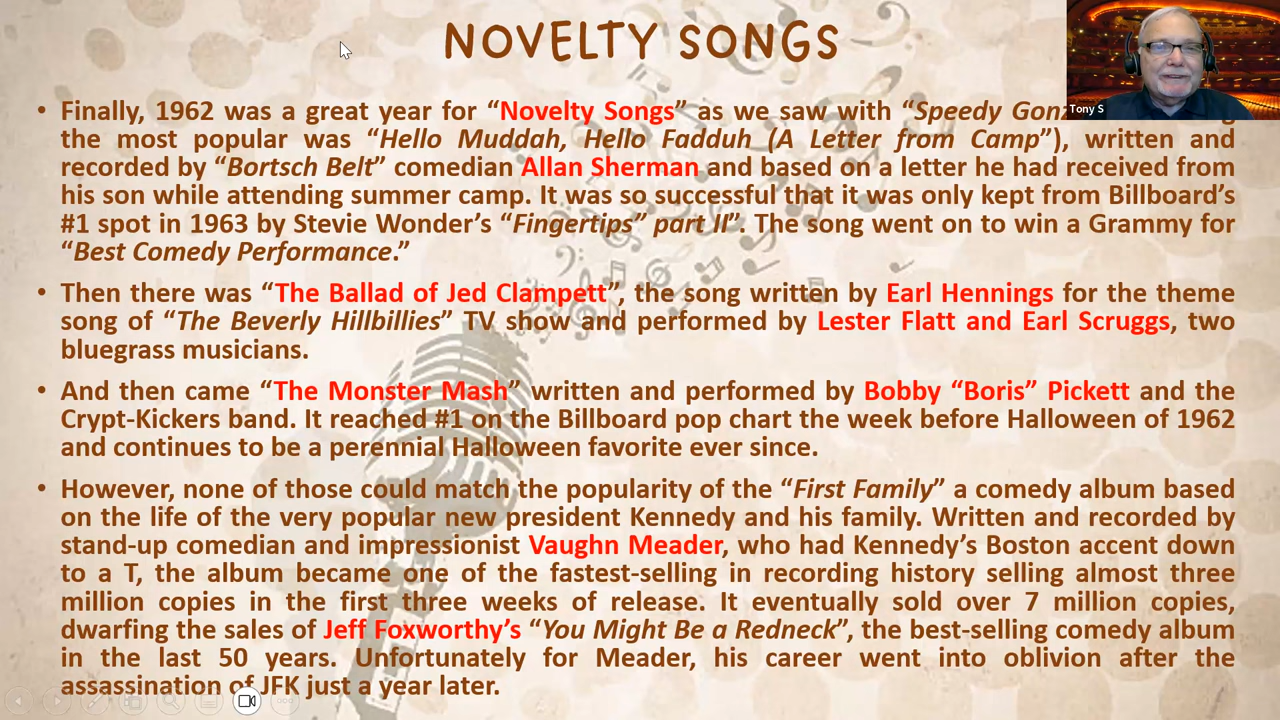 NOVELTY SONGS
Tony S
• Finally, 1962 was a great year for “Novelty Songs” as we saw with “Speedy Gon
the most popular was “Hello Muddah, Hello Fadduh (A Letter from Camp”), written and
recorded by “Bortsch Belt” comedian Allan Sherman and based on a letter he had received from
his son while attending summer camp. It was so successful that it was only kept from Billboard’s
#1 spot in 1963 by Stevie Wonder’s “Fingertips” part II”. The song went on to win a Grammy for
“Best Comedy Performance.”
• Then there was “The Ballad of Jed Clampett”, the song written by Earl Hennings for the theme
song of “The Beverly Hillbillies” TV show and performed by Lester Flatt and Earl Scruggs, two
bluegrass musicians.
• And then came “The Monster Mash” written and performed by Bobby “Boris” Pickett and the
Crypt-Kickers band. It reached #1 on the Billboard pop chart the week before Halloween of 1962
and continues to be a perennial Halloween favorite ever since.
• However, none of those could match the popularity of the “First Family” a comedy album based
on the life of the very popular new president Kennedy and his family. Written and recorded by
stand-up comedian and impressionist Vaughn Meader, who had Kennedy’s Boston accent down
to a T, the album became one of the fastest-selling in recording history selling almost three
million copies in the first three weeks of release. It eventually sold over 7 million copies,
dwarfing the sales of Jeff Foxworthy’s “You Might Be a Redneck”, the best-selling comedy album
in the last 50 years. Unfortunately for Meader, his career went into oblivion after the
assassination of JFK just a year later.